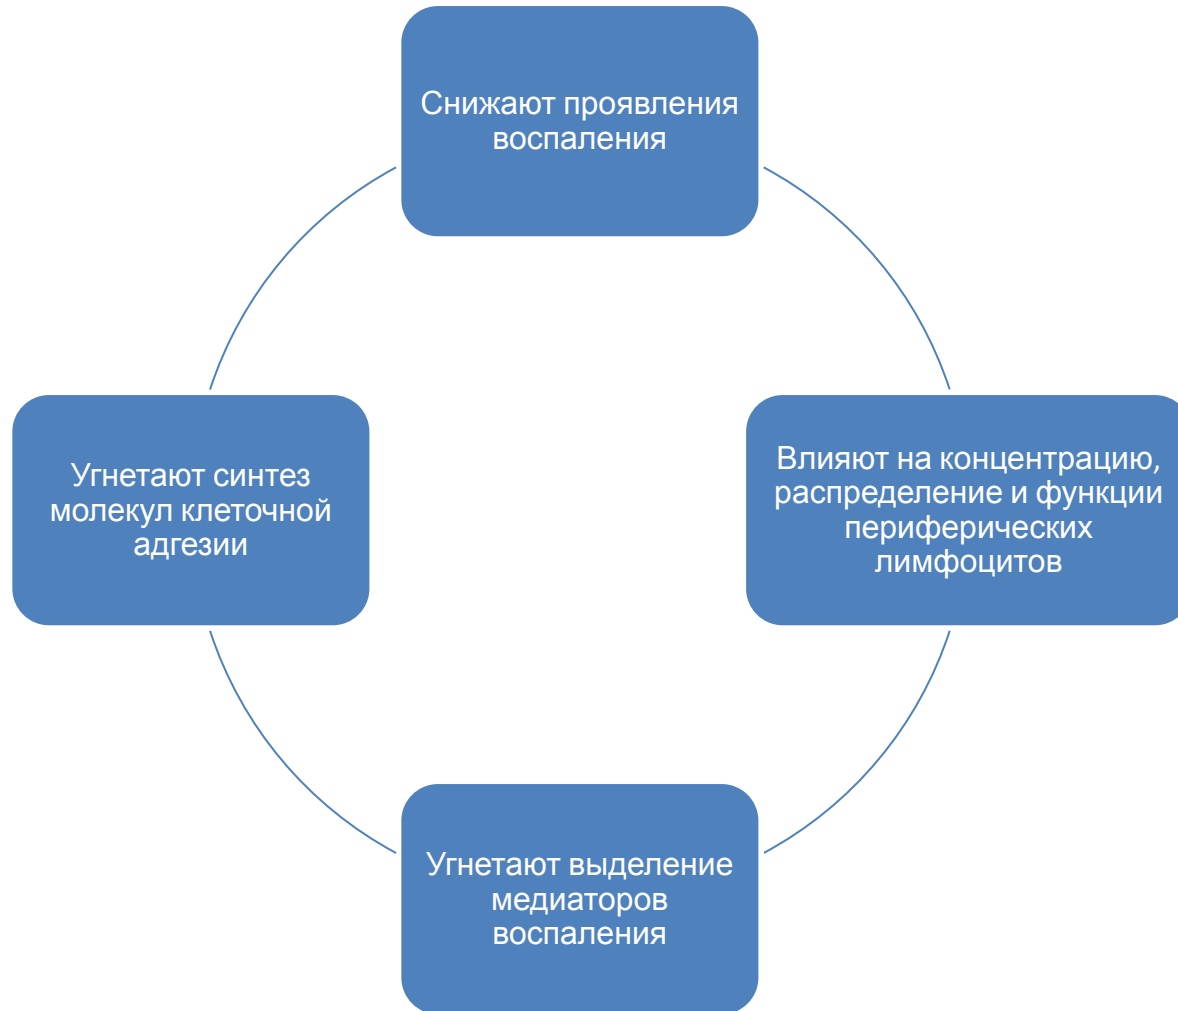 Снижают проявления
воспаления
Влияют на концентрацию,
распределение и функции
периферических
лимфоцитов
Угнетают выделение
медиаторов
воспаления
Угнетают синтез
молекул клеточной
адгезии